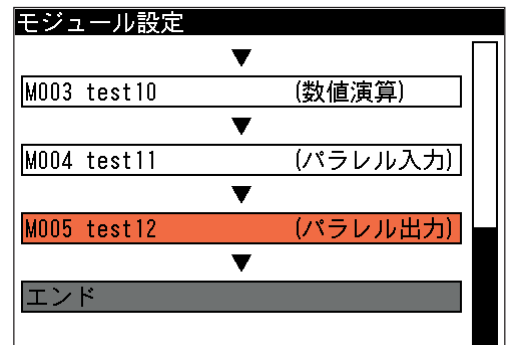 モジュール設定
▼
M003 test10 (数値演算)
▼
M004 test11 (パラレル入力)
▼
M005 test12 (パラレル出力)
▼
エンド